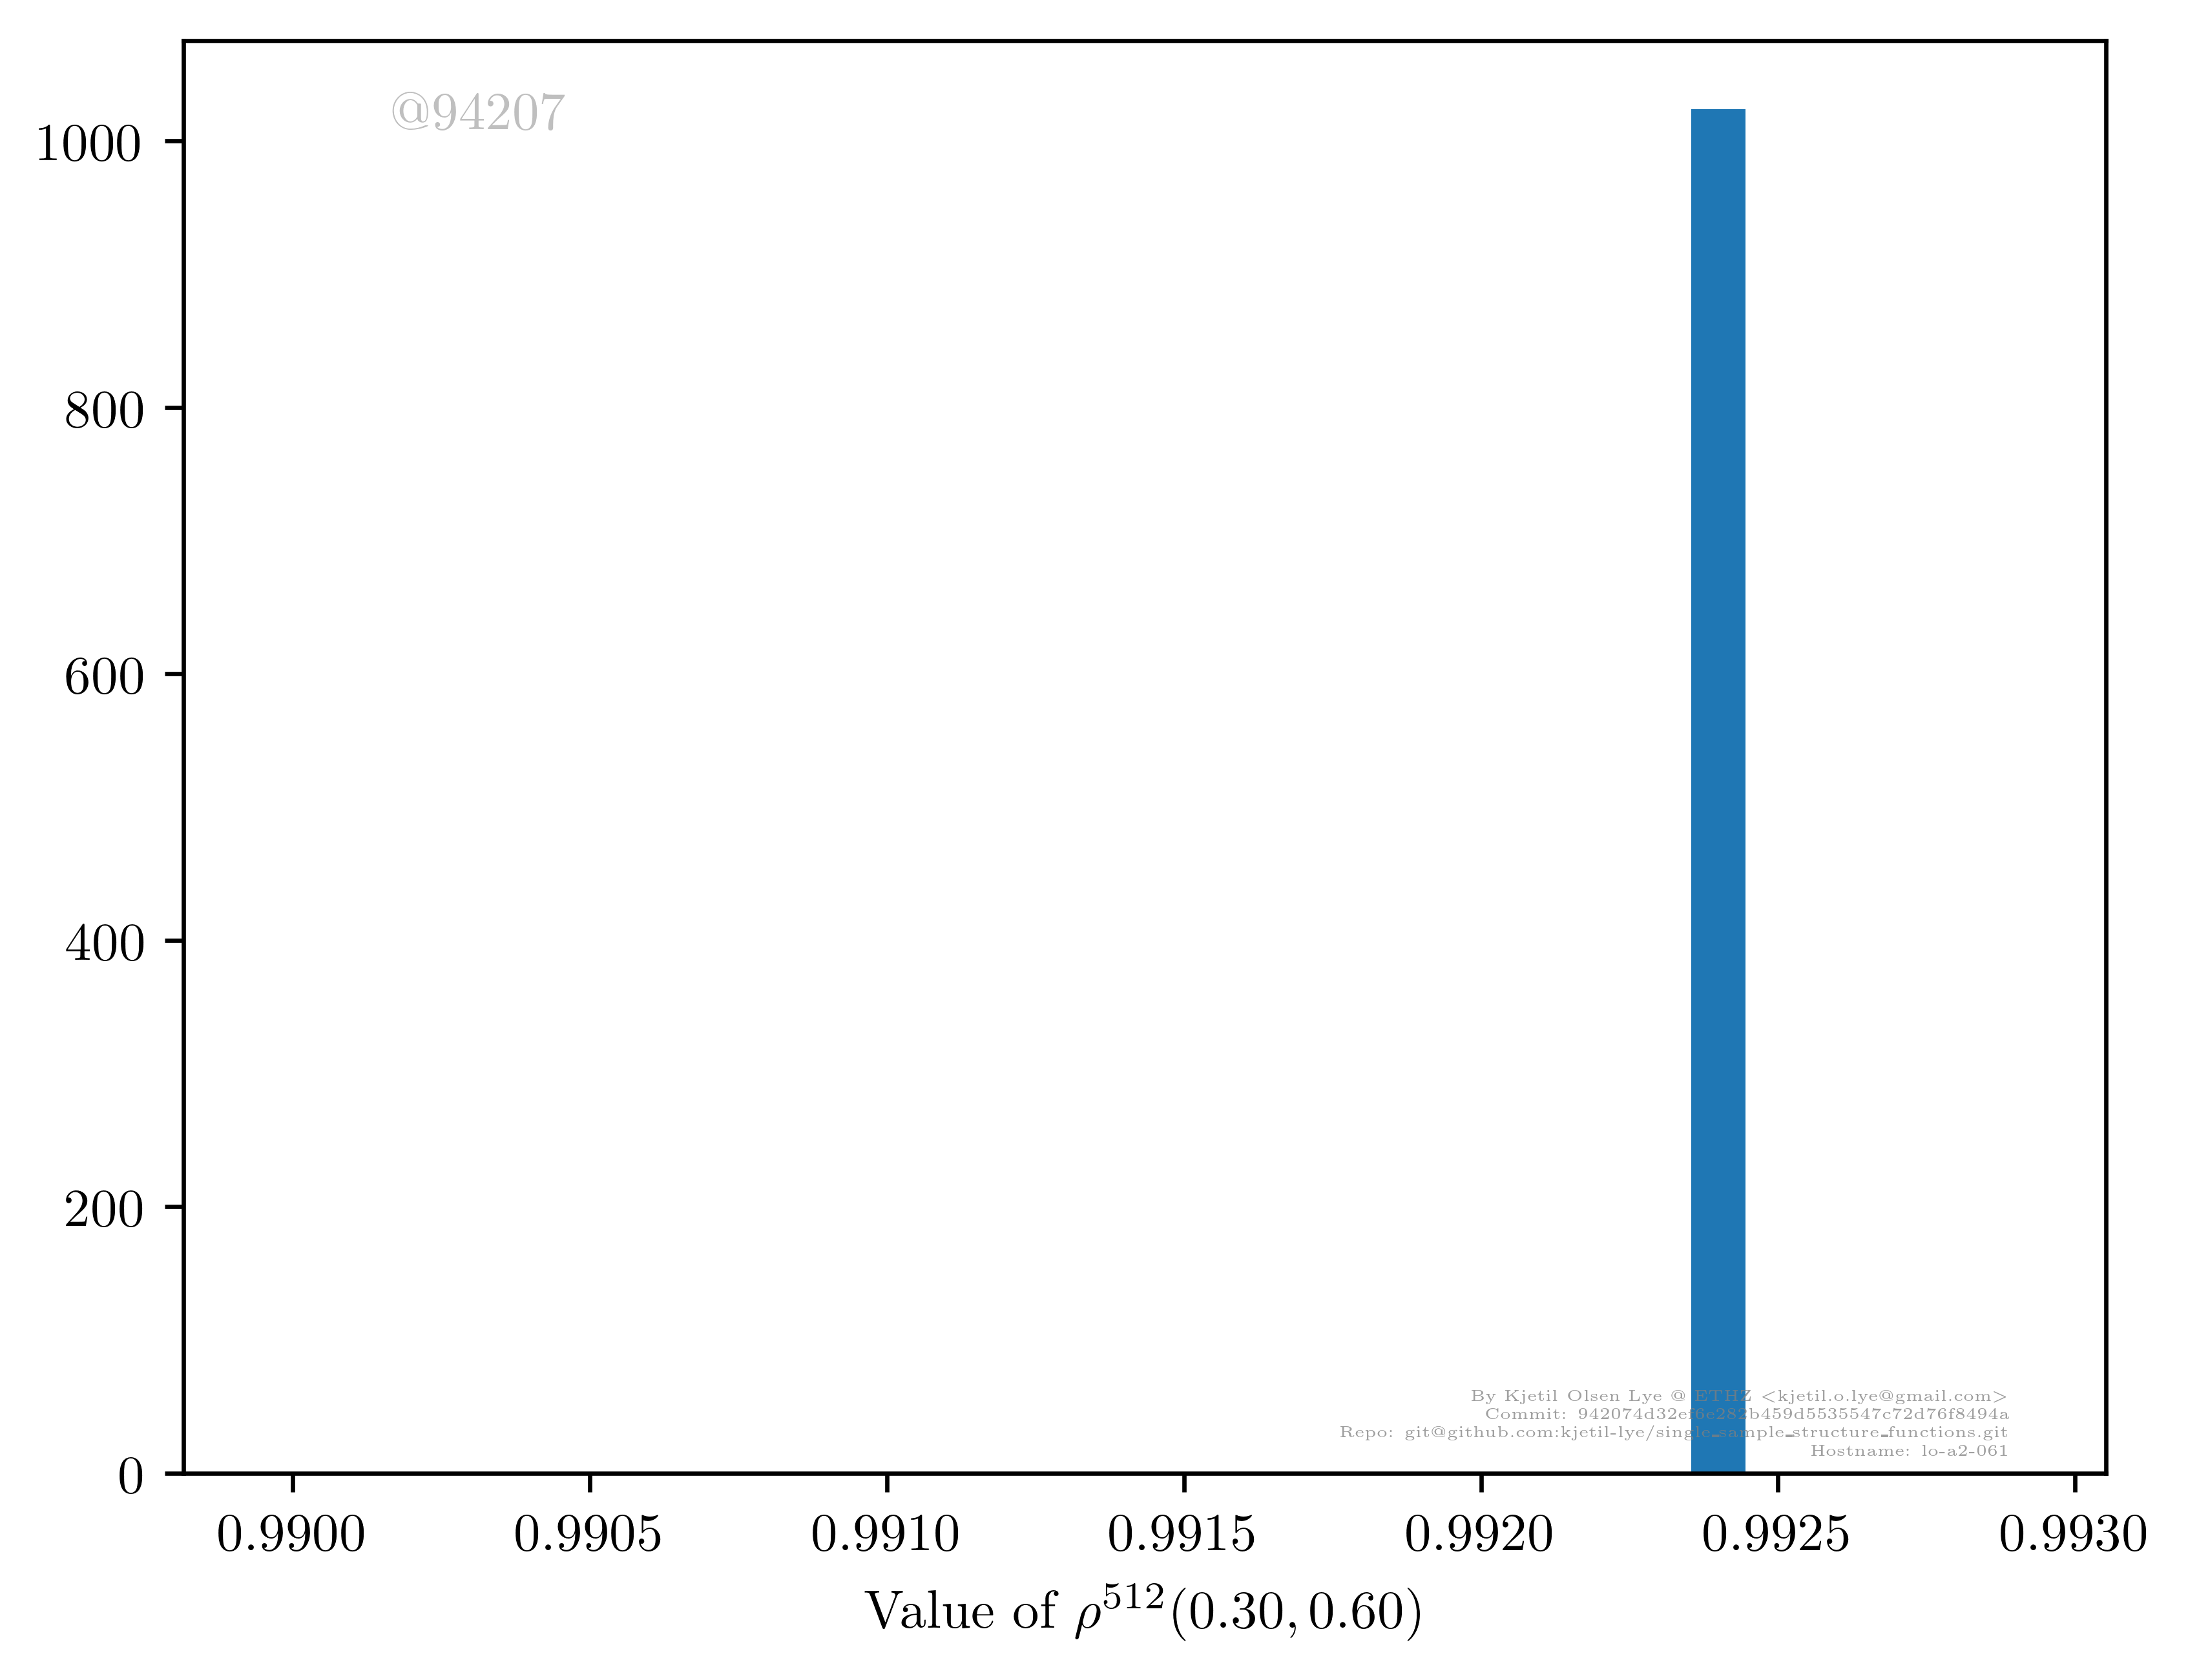 @94207
1000
800
600
400
200
0
By Kjetil Olsen Lye @ ETHZ <kjetil.o.lye@gmail.com>
Commit: 942074d32ef6e282b459d5535547c72d76f8494a
Repo: git@github.com:kjetil-lye/single_sample_structure_functions.git
Hostname: lo-a2-061
0.9900 0.9905 0.9910 0.9915 0.9920 0.9925 0.9930
Value of ρ⁵¹²(0.30, 0.60)